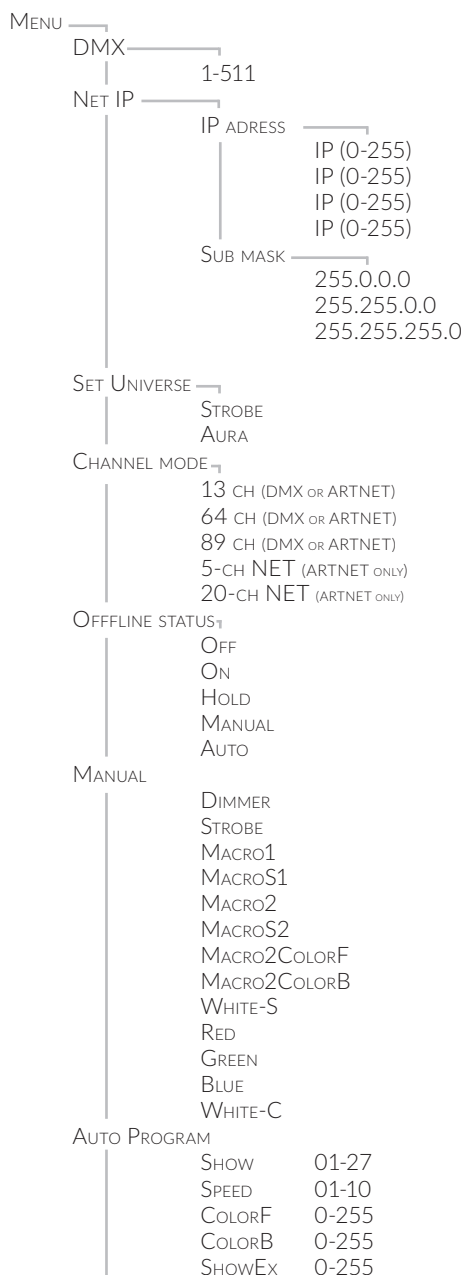 Menu
DMX
1-511
Net IP
IP adress
IP (0-255)
IP (0-255)
IP (0-255)
IP (0-255)
Sub mask
255.0.0.0
255.255.0.0
255.255.255.0
Set Universe
Strobe
Aura
Channel mode
13 ch (DMX or ARTNET)
64 ch (DMX or ARTNET)
89 ch (DMX or ARTNET)
5-ch NET (ARTNET only)
20-ch NET (ARTNET only)
Offfline status
Off
On
Hold
Manual
Auto
Manual
Dimmer
Strobe
Macro1
MacroS1
Macro2
MacroS2
Macro2ColorF
Macro2ColorB
White-S
Red
Green
Blue
White-C
Auto Program
Show 01-27
Speed 01-10
ColorF 0-255
ColorB 0-255
ShowEx 0-255